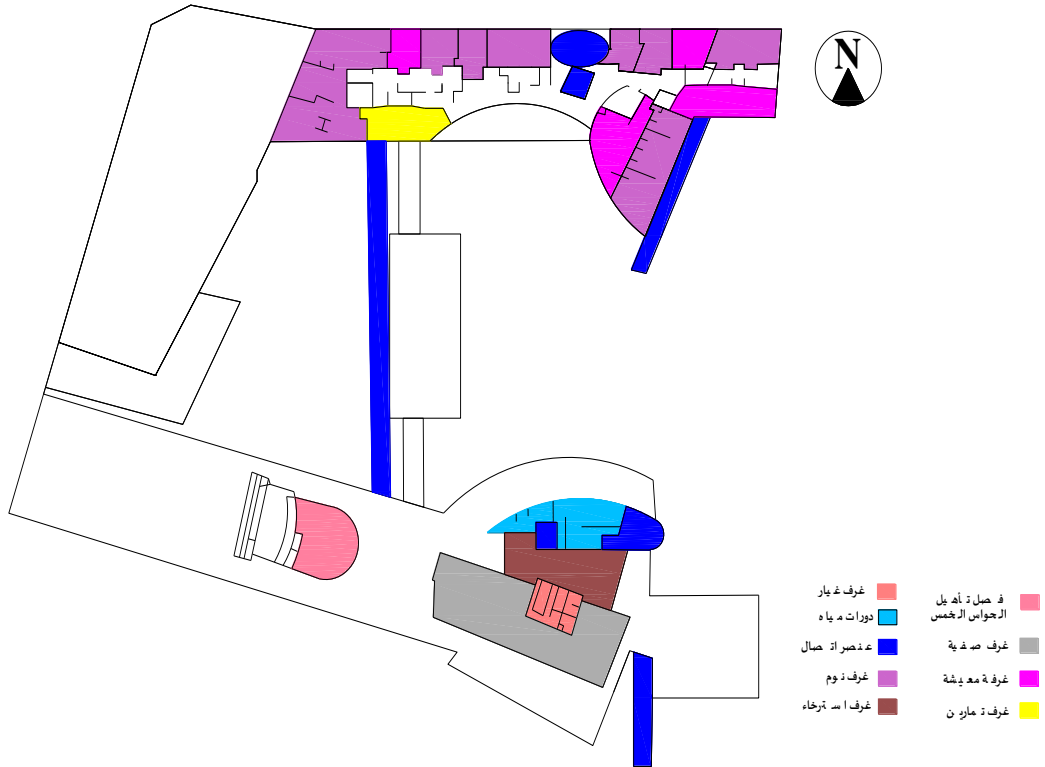 N
فصل تأهيل
الحواس الخمس
غرف صفية
غرفة معيشة
غرف تمارين
غرف غيار
دورات مياه
عنصر اتصال
غرف نوم
غرف استرخاء